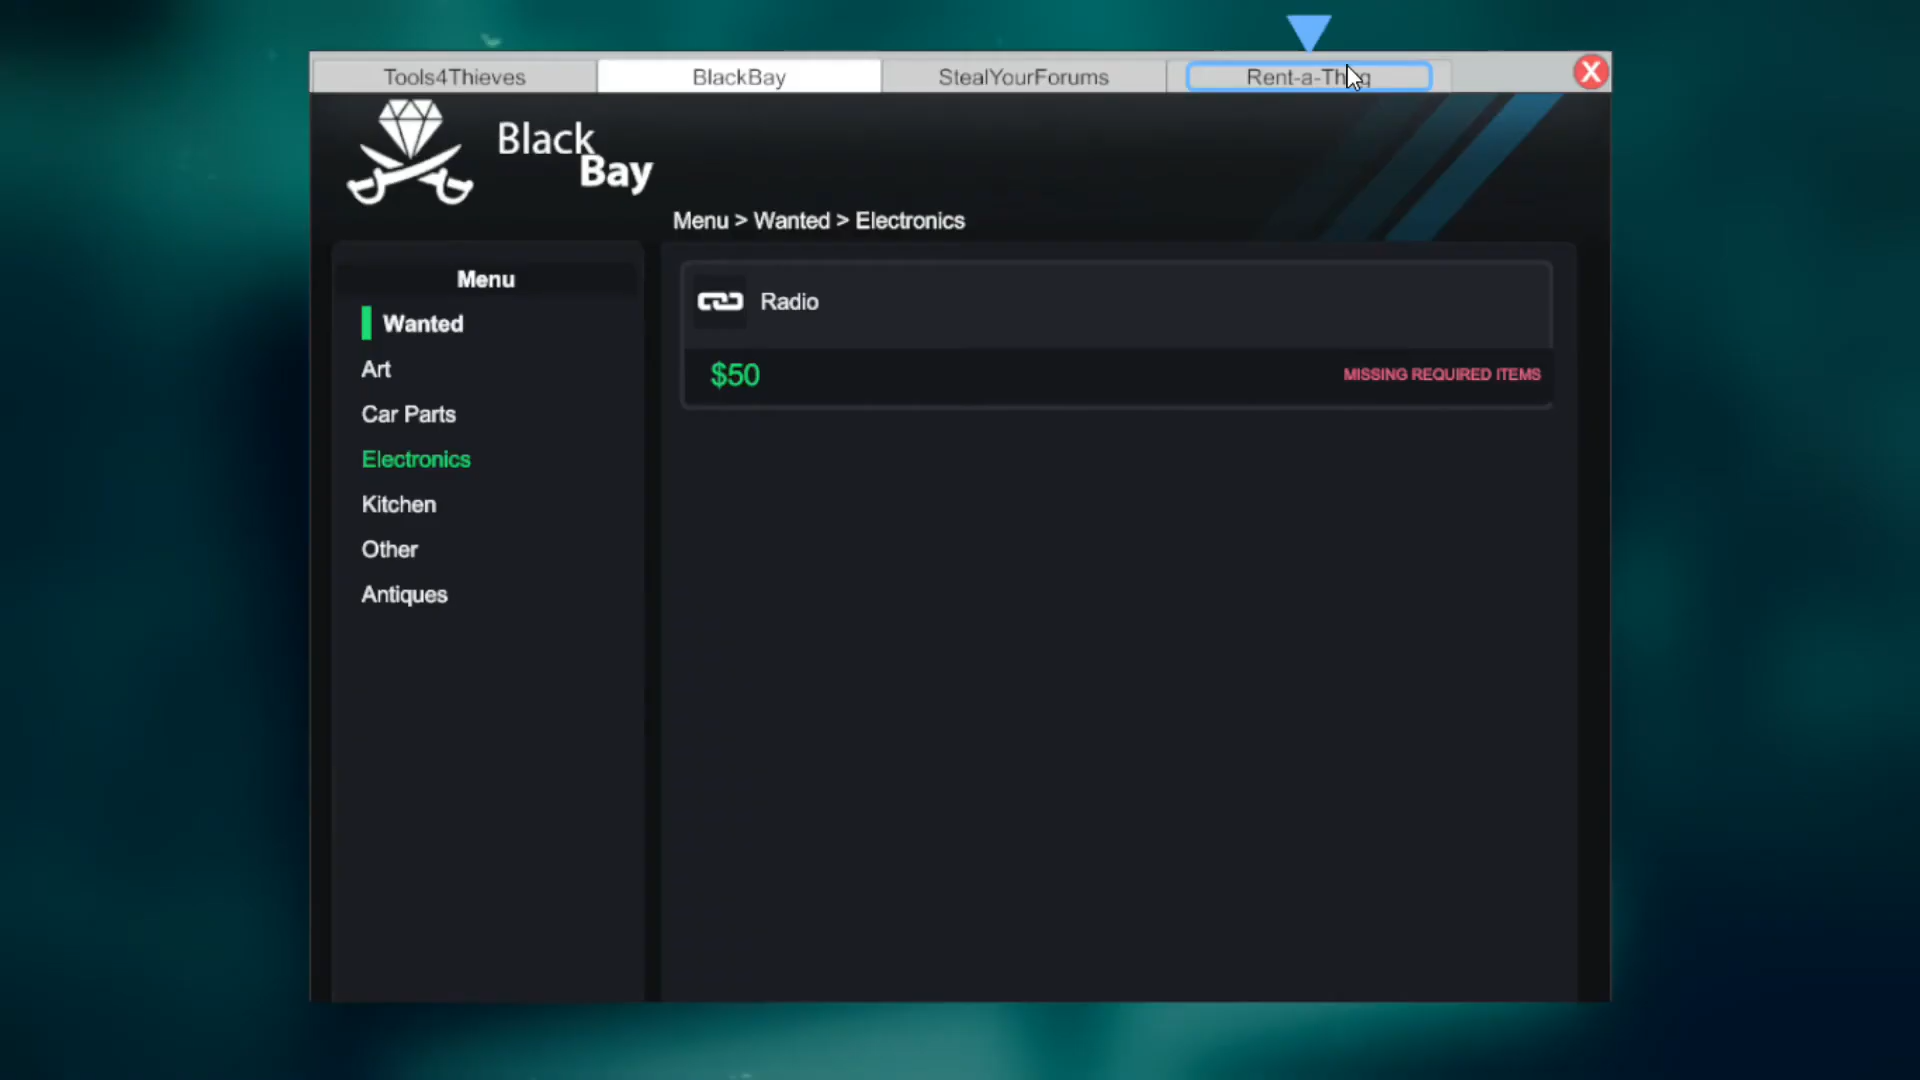 Tools4Thieves
BlackBay
StealYourForums
X
Black
Bay
Menu > Wanted > Electronics
Menu
Wanted
Art
Car Parts
Electronics
Kitchen
Other
Antiques
Radio
$50
MISSING REQUIRED ITEMS